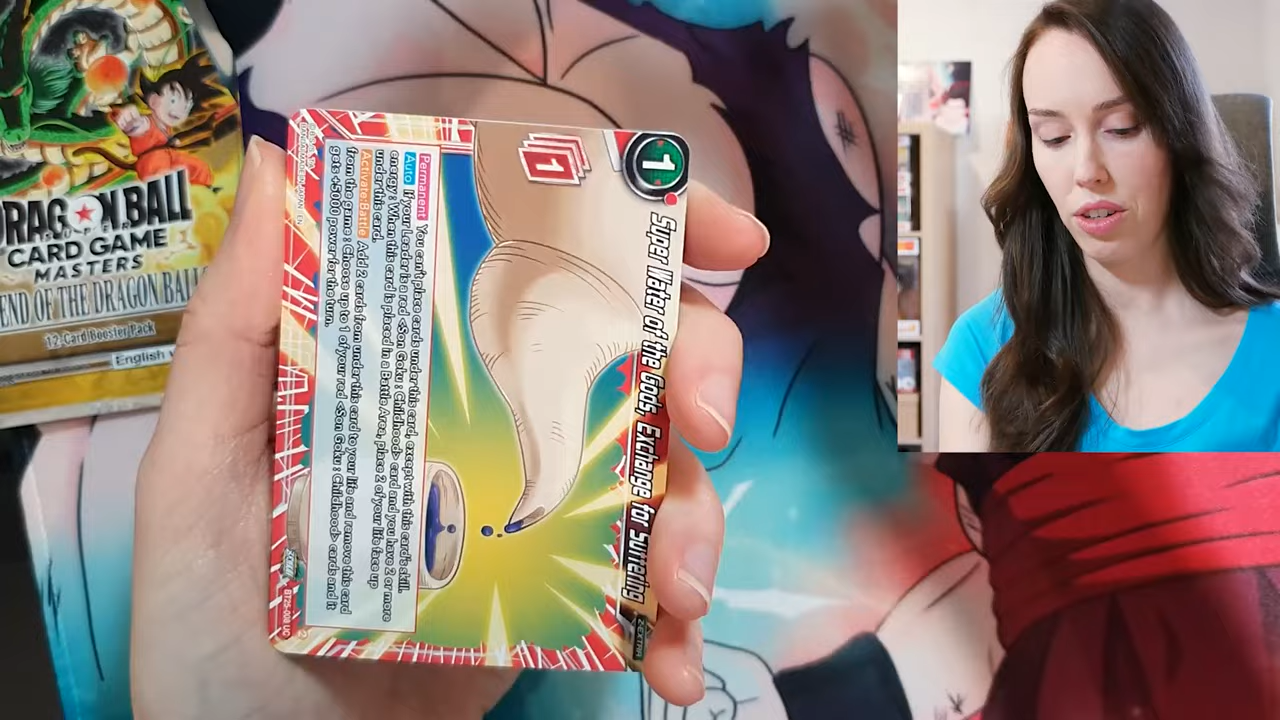 DRAGON BALL
CARD GAME
MASTERS
END OF THE DRAGON BALL
12-Card Booster Pack
English
1
1
Super Water of the Gods, Exchange for Suffering
Z-EXTRA
Permanent You can't place cards under this card, except with this card's skill.
Auto If your Leader is a red <Son Goku : Childhood> card and you have 2 or more
energy : When this card is placed in a Battle Area, place 2 of your life face up
under this card.
Activate:Battle Add 2 cards from under this card to your life and remove this card
from the game : Choose up to 1 of your red <Son Goku : Childhood> cards and it
gets +5000 power for the turn.
BT25-008 UC